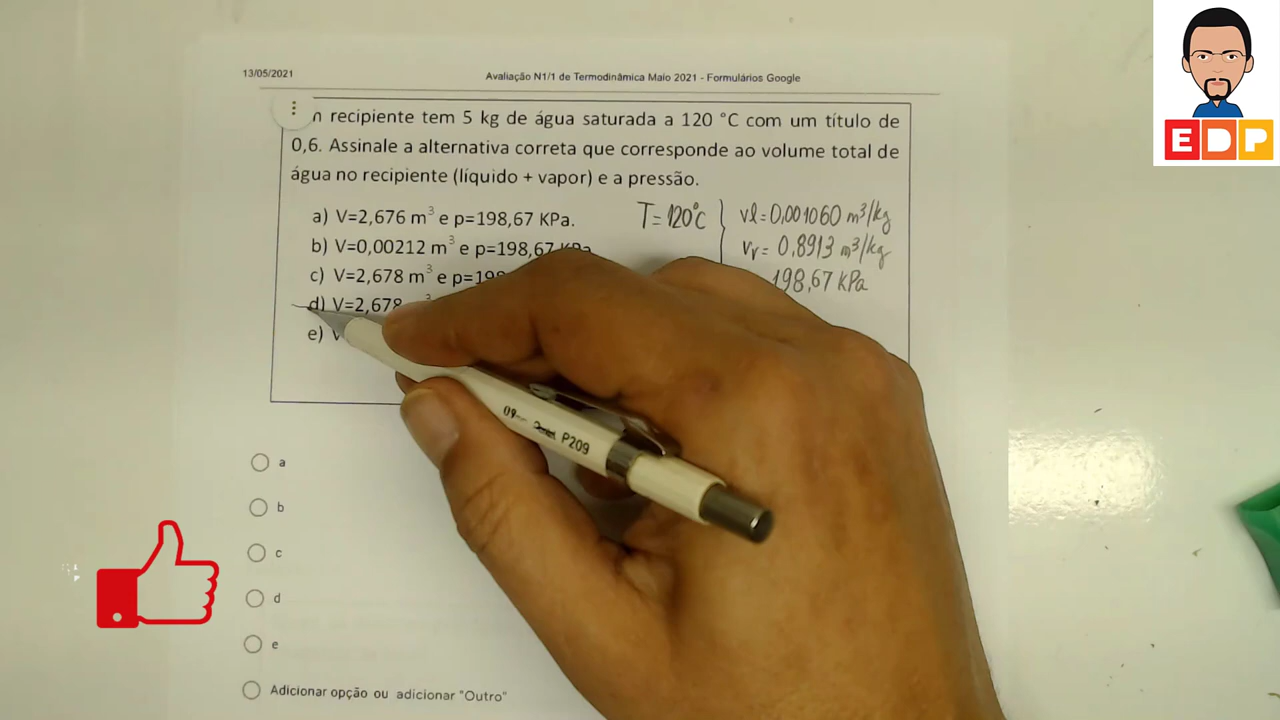 13/05/2021 Avaliação N1/1 de Termodinâmica Maio 2021 - Formulários Google
recipiente tem 5 kg de água saturada a 120 °C com um título de
0,6. Assinale a alternativa correta que corresponde ao volume total de
água no recipiente (líquido + vapor) e a pressão.
a) V=2,676 m³ e p=198,67 KPa.
b) V=0,00212 m³ e p=198,67
c) V=2,678 m³ e
d) V=2,678
e)
T=120°C
vl=0,001060 m³/kg
vv= 0,8913 m³/kg
198,67 kPa
09 Pentel P209
a
b
c
d
e
Adicionar opção ou adicionar "Outro"
EDP